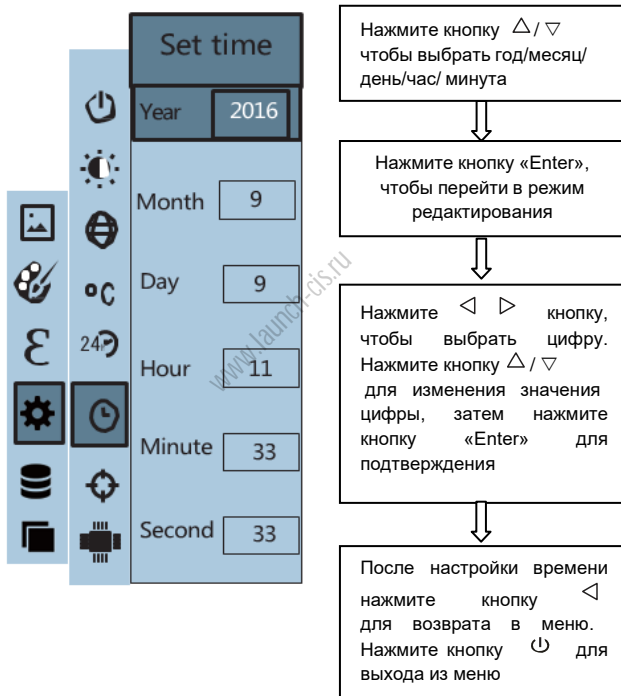 Set time
Year 2016
Month 9
Day 9
Hour 11
Minute 33
Second 33
ε
°C
24
www.launch-cis.ru
Нажмите кнопку △/▽
чтобы выбрать год/месяц/
день/час/ минута
Нажмите кнопку «Enter»,
чтобы перейти в режим
редактирования
Нажмите ◁ ▷ кнопку,
чтобы выбрать цифру.
Нажмите кнопку △/▽
для изменения значения
цифры, затем нажмите
кнопку «Enter» для
подтверждения
После настройки времени
нажмите кнопку ◁
для возврата в меню.
Нажмите кнопку ⏻ для
выхода из меню